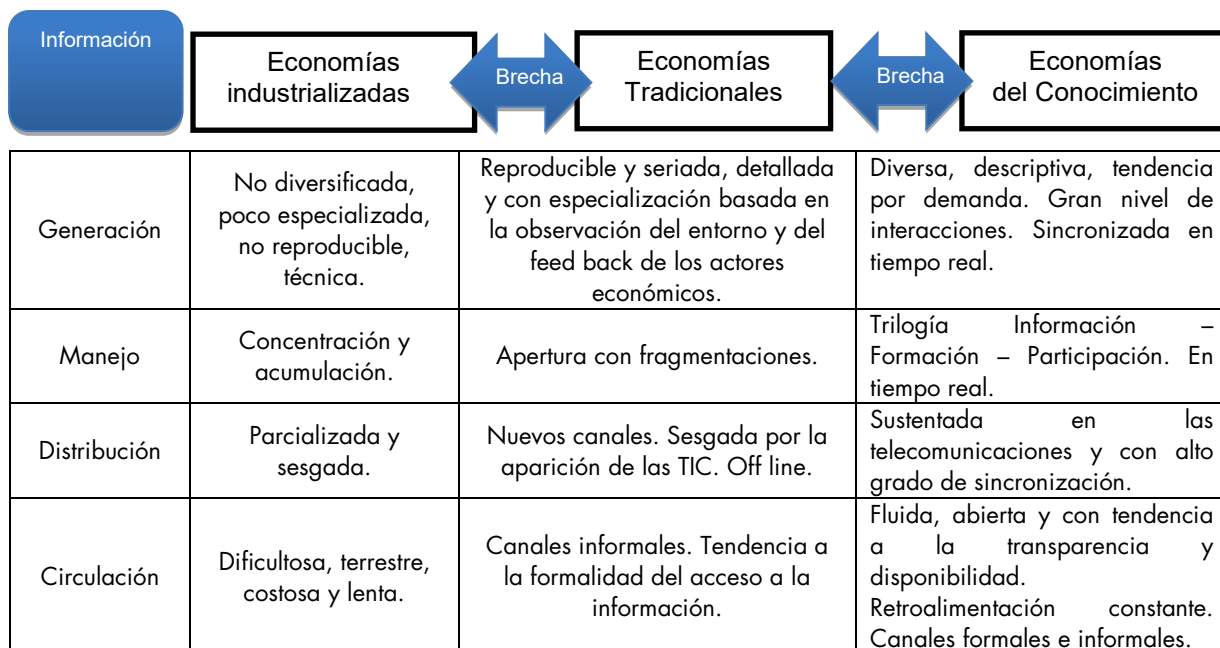 Información
Economías
industrializadas
Brecha
Economías
Tradicionales
Brecha
Economías
del Conocimiento
Generación
No diversificada,
poco especializada,
no reproducible,
técnica.
Reproducible y seriada, detallada
y con especialización basada en
la observación del entorno y del
feed back de los actores
económicos.
Diversa, descriptiva, tendencia
por demanda. Gran nivel de
interacciones. Sincronizada en
tiempo real.
Manejo
Concentración y
acumulación.
Apertura con fragmentaciones.
Trilogía Información –
Formación – Participación. En
tiempo real.
Distribución
Parcializada y
sesgada.
Nuevos canales. Sesgada por la
aparición de las TIC. Off line.
Sustentada en las
telecomunicaciones y con alto
grado de sincronización.
Circulación
Dificultosa, terrestre,
costosa y lenta.
Canales informales. Tendencia a
la formalidad del acceso a la
información.
Fluida, abierta y con tendencia
a la transparencia y
disponibilidad.
Retroalimentación constante.
Canales formales e informales.